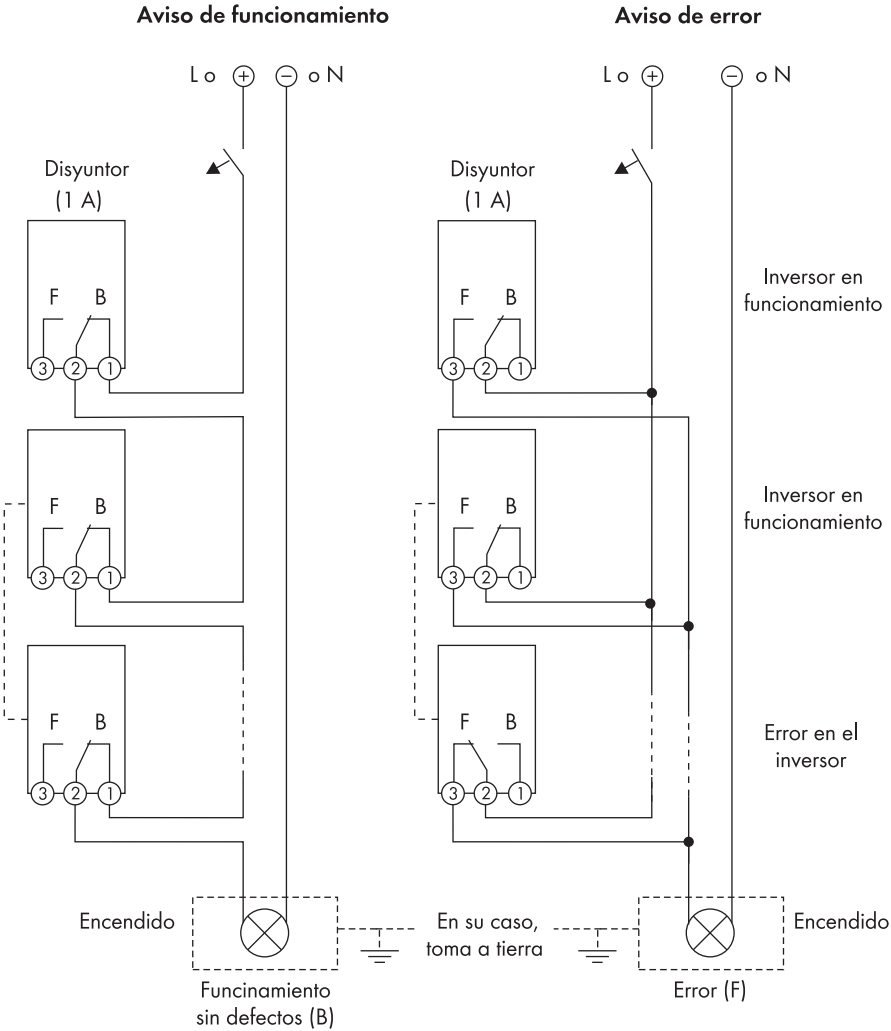 Aviso de funcionamiento
Aviso de error
L o + − o N
L o + − o N
Disyuntor
(1 A)
Disyuntor
(1 A)
F B
3 2 1
F B
3 2 1
Inversor en
funcionamiento
F B
3 2 1
F B
3 2 1
Inversor en
funcionamiento
F B
3 2 1
F B
3 2 1
Error en el
inversor
Encendido
En su caso,
toma a tierra
Encendido
Funcinamiento
sin defectos (B)
Error (F)